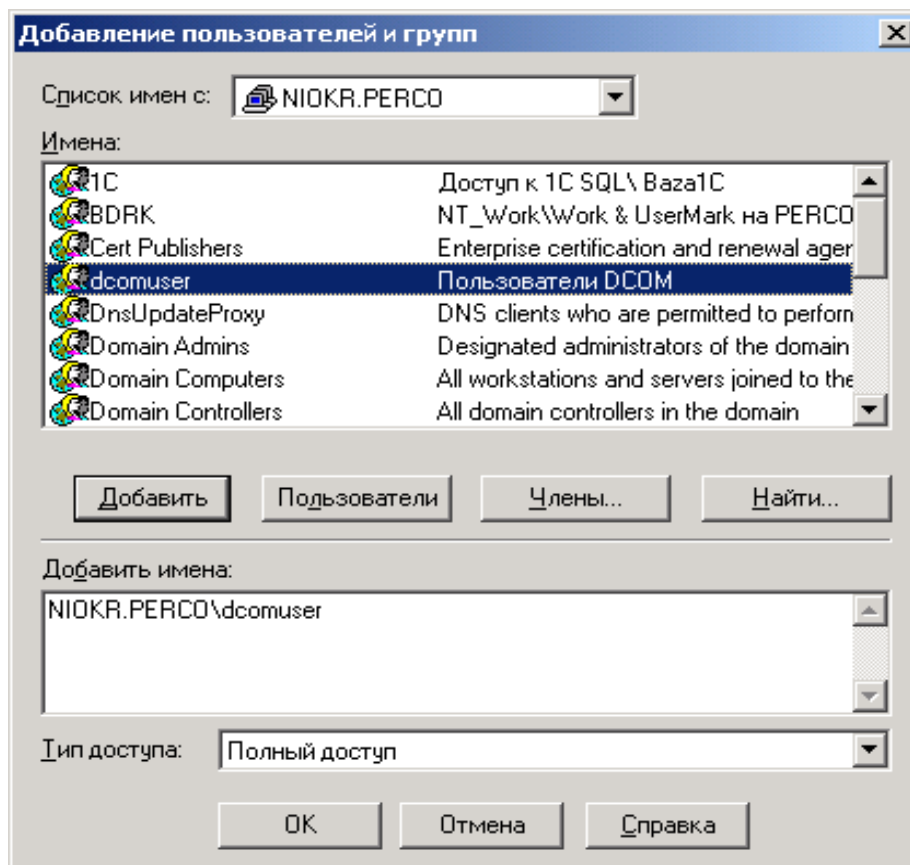 Добавление пользователей и групп
Список имен с: NIOKR.PERCO
Имена:
1C Доступ к 1C SQL\ Baza1C
BDRK NT_Work\Work & UserMark на PERCO
Cert Publishers Enterprise certification and renewal ager
dcomuser Пользователи DCOM
DnsUpdateProxy DNS clients who are permitted to perform
Domain Admins Designated administrators of the domain
Domain Computers All workstations and servers joined to the
Domain Controllers All domain controllers in the domain
Добавить Пользователи Члены... Найти...
Добавить имена:
NIOKR.PERCO\dcomuser
Тип доступа: Полный доступ
OK Отмена Справка